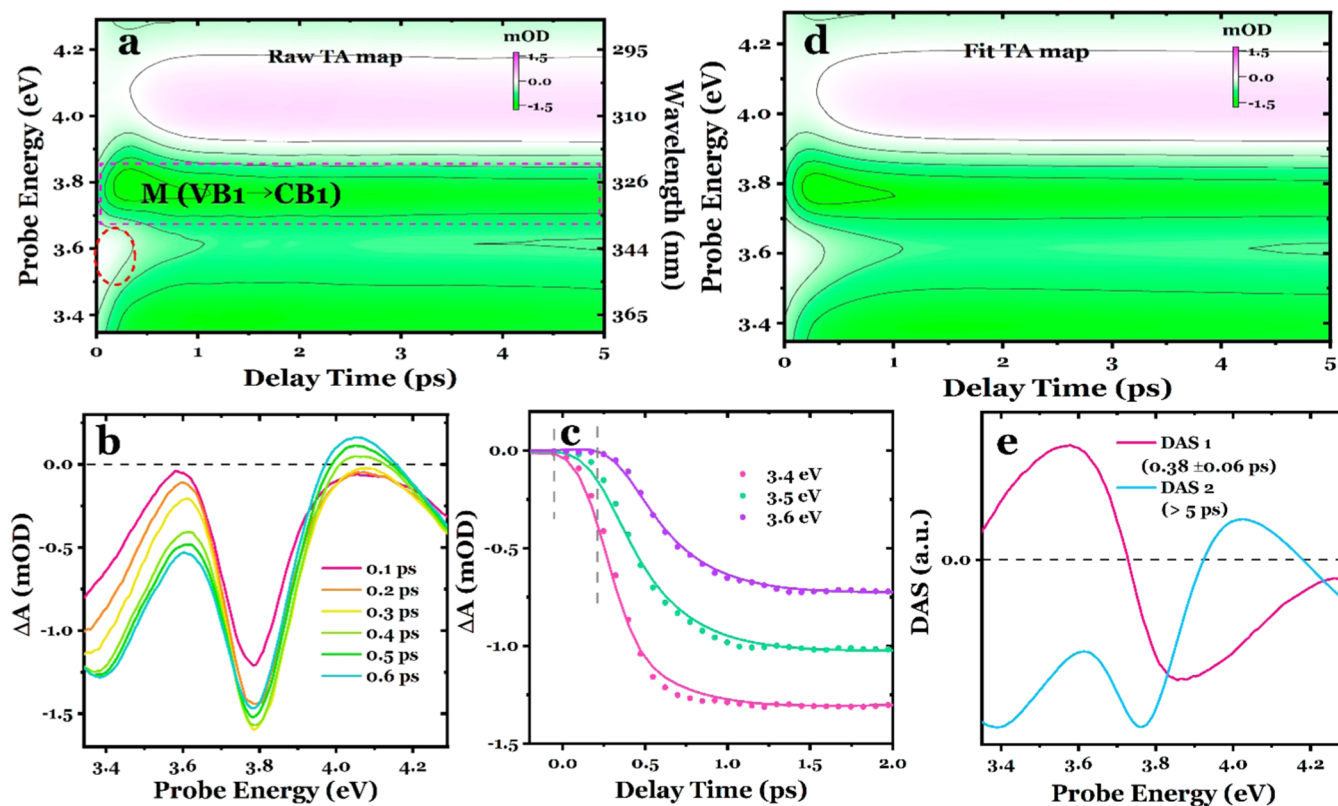 a
Raw TA map
mOD
1.5
0.0
-1.5
M (VB1→CB1)
4.2
4.0
3.8
3.6
3.4
Probe Energy (eV)
0 1 2 3 4 5
Delay Time (ps)
295
310
326
344
365
Wavelength (nm)
d
Fit TA map
mOD
1.5
0.0
-1.5
4.2
4.0
3.8
3.6
3.4
Probe Energy (eV)
0 1 2 3 4 5
Delay Time (ps)
b
0.0
-0.5
-1.0
-1.5
ΔA (mOD)
0.1 ps
0.2 ps
0.3 ps
0.4 ps
0.5 ps
0.6 ps
3.4 3.6 3.8 4.0 4.2
Probe Energy (eV)
c
0.0
-0.5
-1.0
-1.5
ΔA (mOD)
3.4 eV
3.5 eV
3.6 eV
0.0 0.5 1.0 1.5 2.0
Delay Time (ps)
e
DAS 1
(0.38 ±0.06 ps)
DAS 2
(> 5 ps)
0.0
DAS (a.u.)
3.4 3.6 3.8 4.0 4.2
Probe Energy (eV)